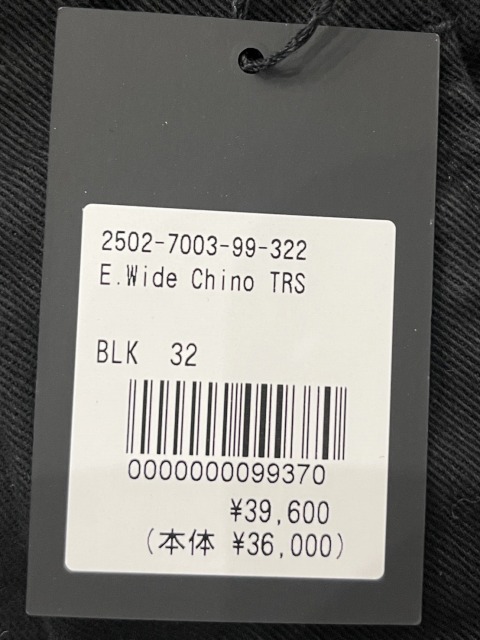 2502-7003-99-322
E.Wide Chino TRS
BLK 32
0000000099370
¥39,600
(本体 ¥36,000)